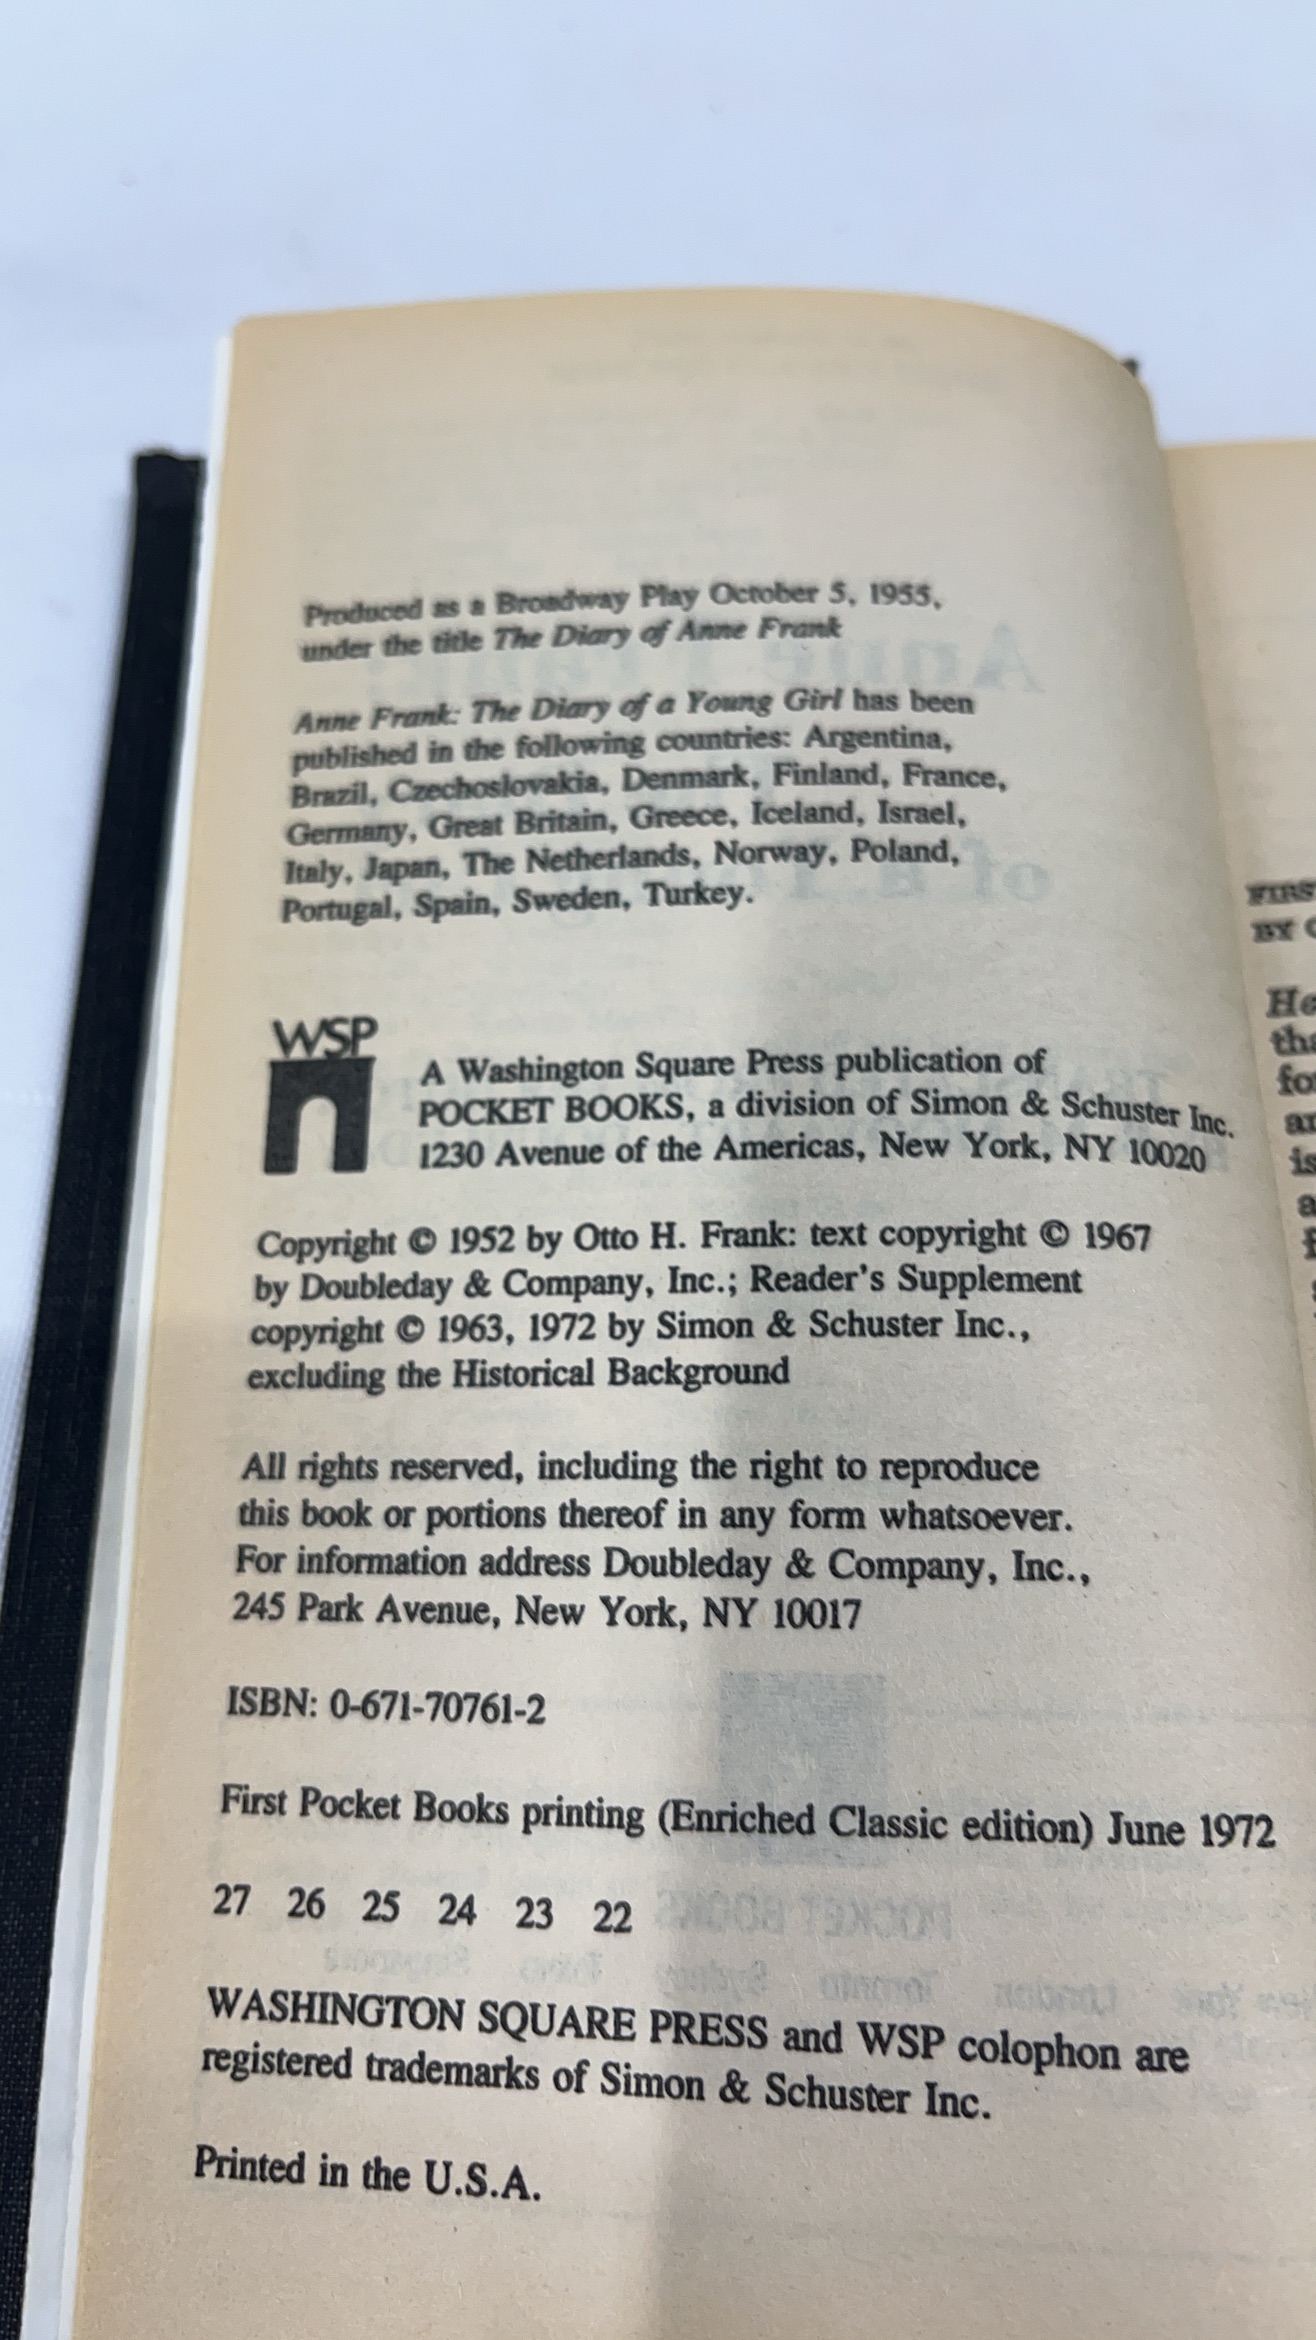 Produced as a Broadway Play October 5, 1955,
under the title The Diary of Anne Frank
Anne Frank: The Diary of a Young Girl has been
published in the following countries: Argentina,
Brazil, Czechoslovakia, Denmark, Finland, France,
Germany, Great Britain, Greece, Iceland, Israel,
Italy, Japan, The Netherlands, Norway, Poland,
Portugal, Spain, Sweden, Turkey.
WSP
A Washington Square Press publication of
POCKET BOOKS, a division of Simon & Schuster Inc.
1230 Avenue of the Americas, New York, NY 10020
Copyright © 1952 by Otto H. Frank: text copyright © 1967
by Doubleday & Company, Inc.; Reader's Supplement
copyright © 1963, 1972 by Simon & Schuster Inc.,
excluding the Historical Background
All rights reserved, including the right to reproduce
this book or portions thereof in any form whatsoever.
For information address Doubleday & Company, Inc.,
245 Park Avenue, New York, NY 10017
ISBN: 0-671-70761-2
First Pocket Books printing (Enriched Classic edition) June 1972
27 26 25 24 23 22
WASHINGTON SQUARE PRESS and WSP colophon are
registered trademarks of Simon & Schuster Inc.
Printed in the U.S.A.
BY